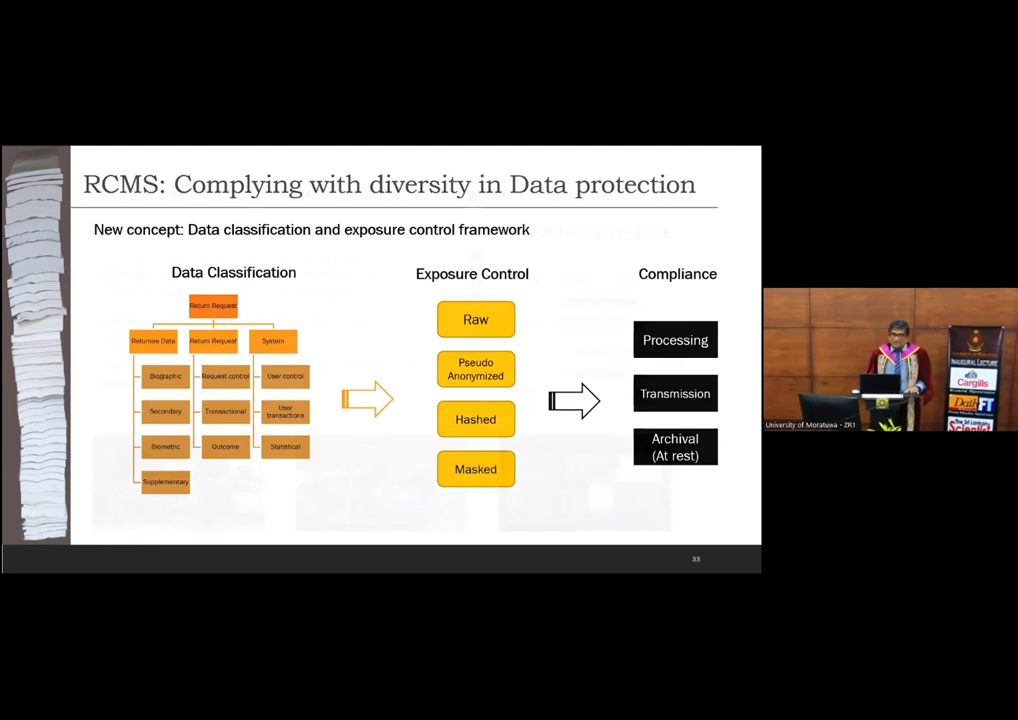 RCMS: Complying with diversity in Data protection
New concept: Data classification and exposure control framework
Data Classification
Return Request
Returnee Data
Return Request
System
Biographic
Request control
User control
Secondary
Transactional
User
transactions
Biometric
Outcome
Statistical
Supplementary
Exposure Control
Raw
Pseudo
Anonymized
Hashed
Masked
Compliance
Processing
Transmission
Archival
(At rest)
33
University of Moratuwa - ZR1
INAUGURAL LECTURE
Cargills
Daily FT
Scientist